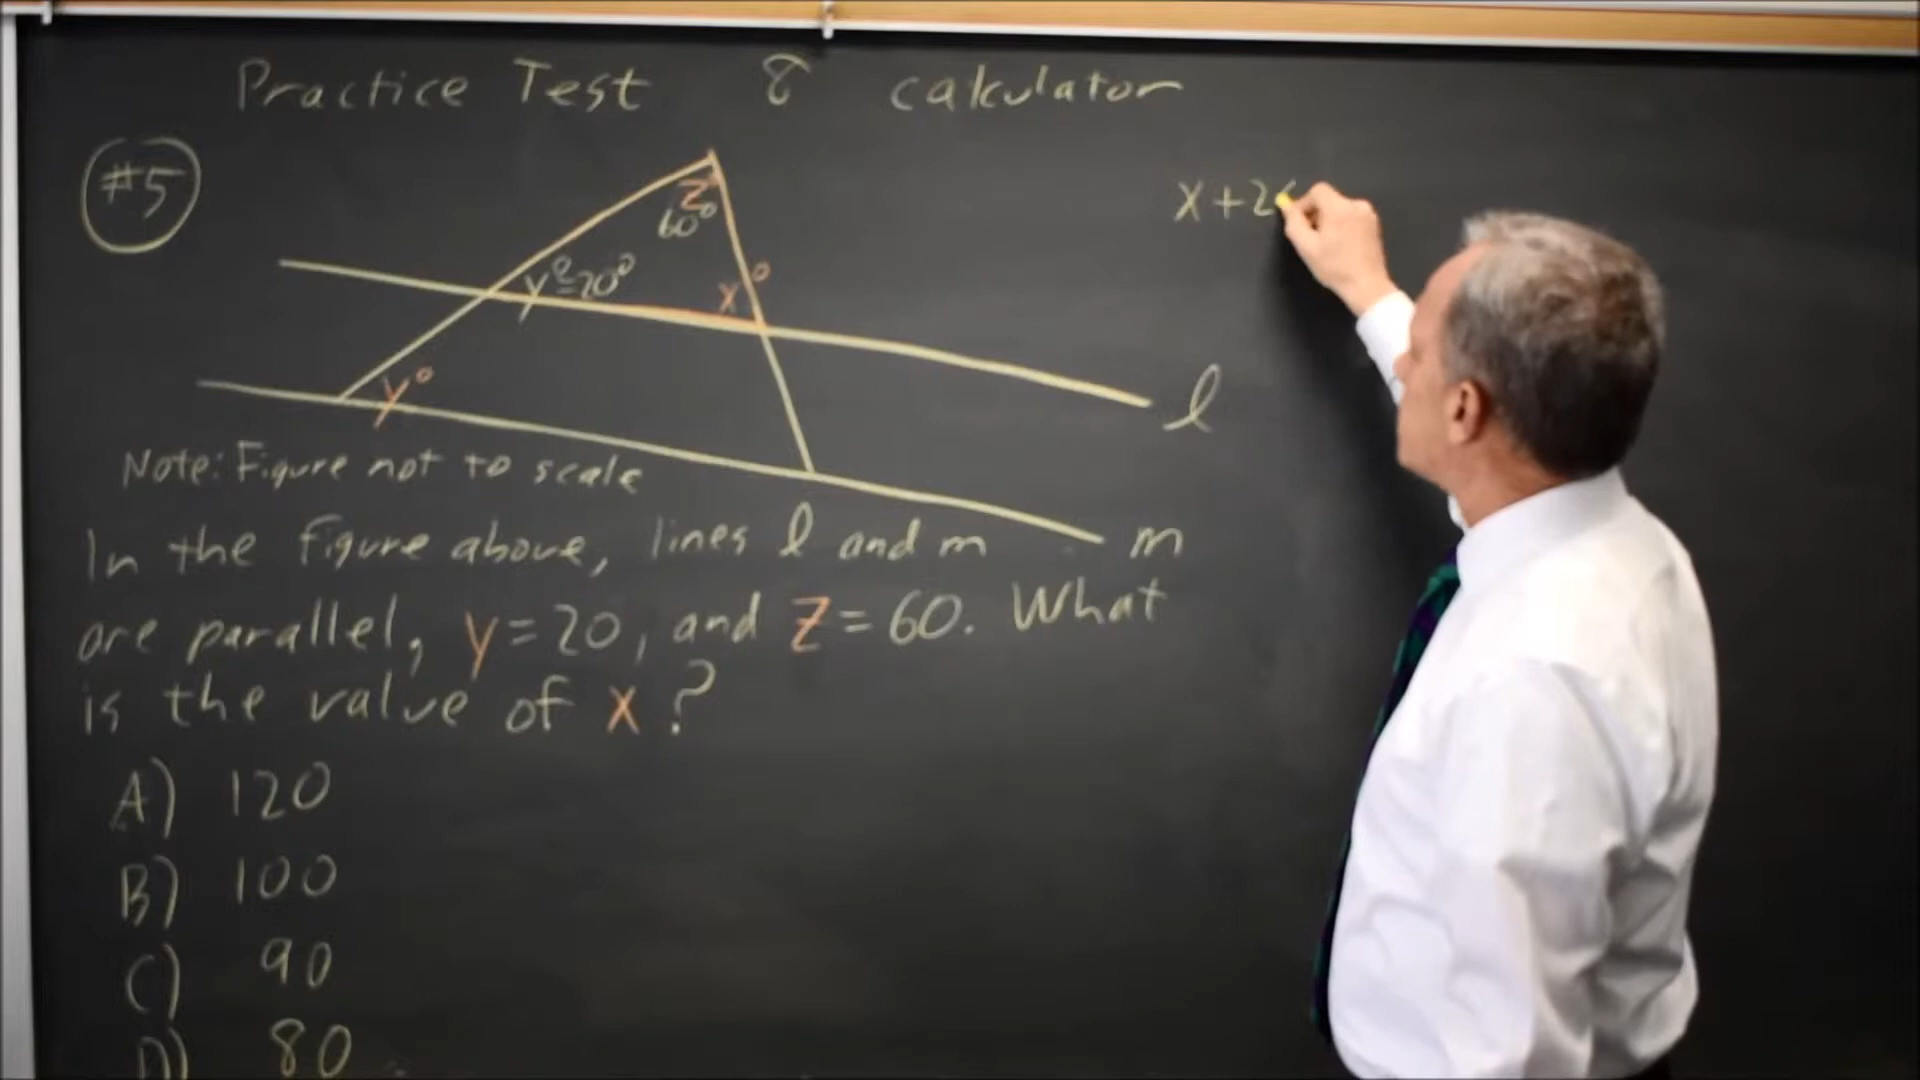 Practice Test 8 calculator
#5
x+2
z
60°
y°=20°
x°
l
y°
Note: Figure not to scale
m
In the figure above, lines l and m
are parallel, y=20, and z=60. What
is the value of x?
A) 120
B) 100
C) 90
D) 80